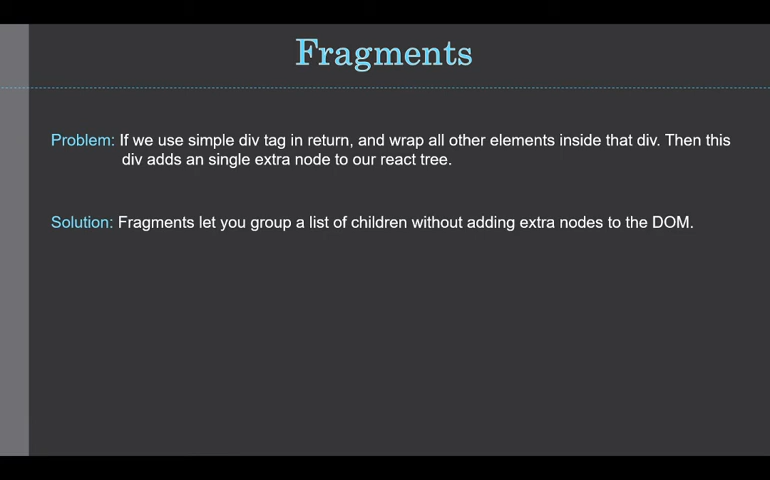 Fragments
Problem: If we use simple div tag in return, and wrap all other elements inside that div. Then this
div adds an single extra node to our react tree.
Solution: Fragments let you group a list of children without adding extra nodes to the DOM.